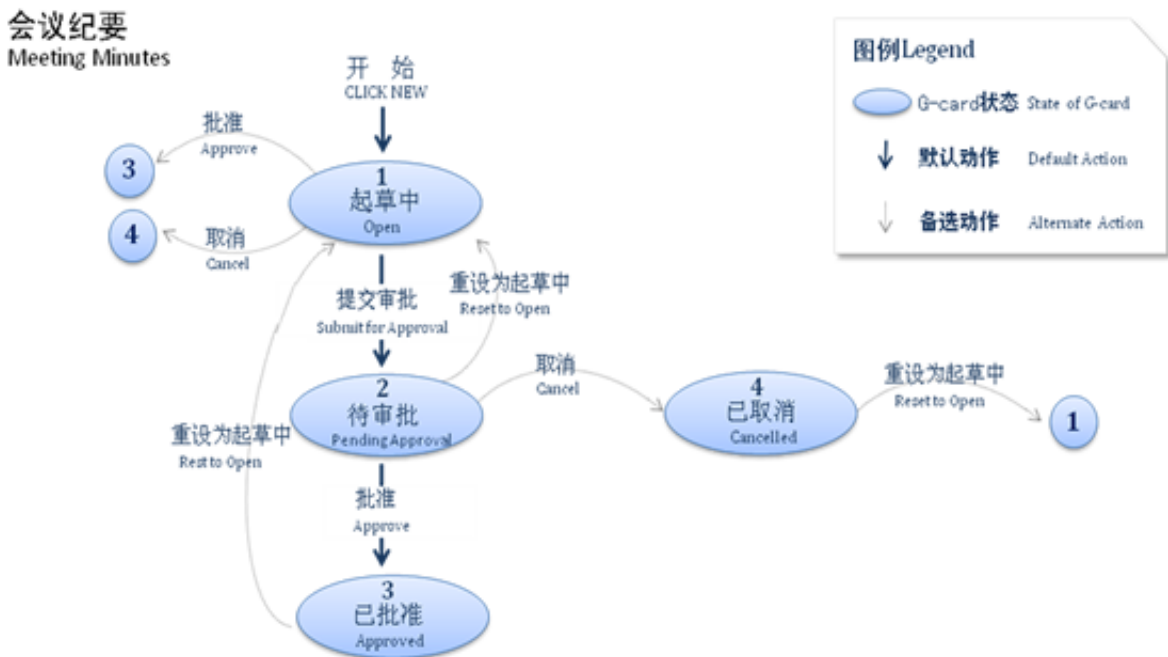 会议纪要
Meeting Minutes
图例Legend
G-card状态 State of G-card
默认动作 Default Action
备选动作 Alternate Action
开 始
CLICK NEW
批准
Approve
3
1
起草中
Open
4
取消
Cancel
重设为起草中
Reset to Open
提交审批
Submit for Approval
取消
Cancel
2
待审批
Pending Approval
4
已取消
Cancelled
重设为起草中
Reset to Open
1
重设为起草中
Rest to Open
批准
Approve
3
已批准
Approved